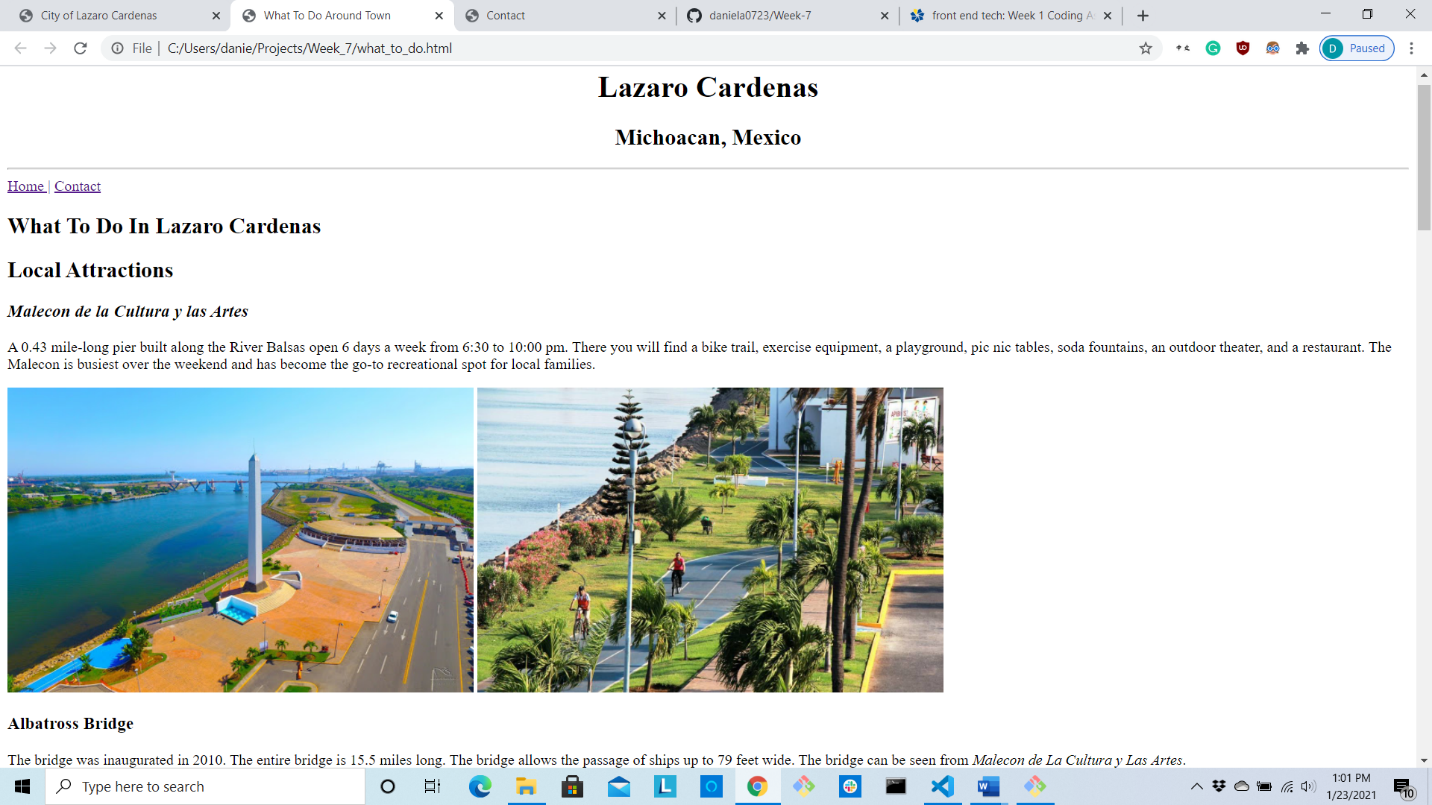 City of Lazaro Cardenas
What To Do Around Town
Contact
daniela0723/Week-7
front end tech: Week 1 Coding A
File | C:/Users/danie/Projects/Week_7/what_to_do.html
D Paused
Lazaro Cardenas
Michoacan, Mexico
Home | Contact
What To Do In Lazaro Cardenas
Local Attractions
Malecon de la Cultura y las Artes
A 0.43 mile-long pier built along the River Balsas open 6 days a week from 6:30 to 10:00 pm. There you will find a bike trail, exercise equipment, a playground, pic nic tables, soda fountains, an outdoor theater, and a restaurant. The
Malecon is busiest over the weekend and has become the go-to recreational spot for local families.
Albatross Bridge
The bridge was inaugurated in 2010. The entire bridge is 15.5 miles long. The bridge allows the passage of ships up to 79 feet wide. The bridge can be seen from Malecon de La Cultura y Las Artes.
Type here to search
1:01 PM
1/23/2021
10